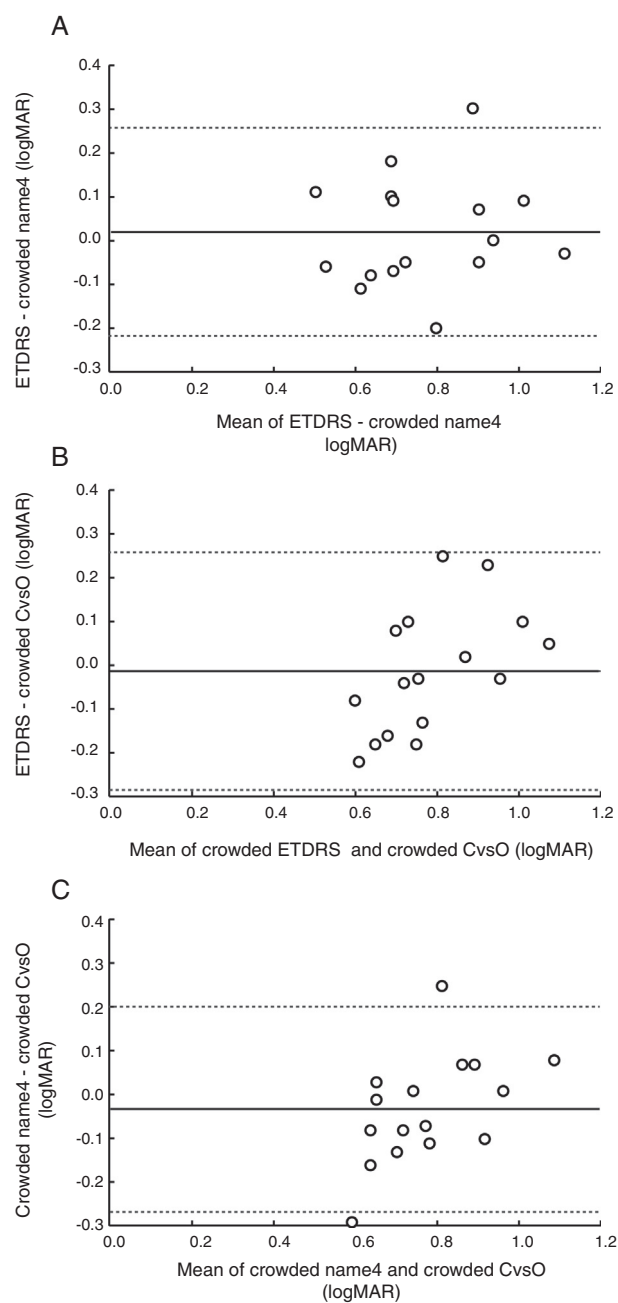 A
ETDRS - crowded name4 (logMAR)
0.4
0.3
0.2
0.1
0.0
-0.1
-0.2
-0.3
0.0 0.2 0.4 0.6 0.8 1.0 1.2
Mean of ETDRS - crowded name4
logMAR)
B
ETDRS - crowded CvsO (logMAR)
0.4
0.3
0.2
0.1
0.0
-0.1
-0.2
-0.3
0.0 0.2 0.4 0.6 0.8 1.0 1.2
Mean of crowded ETDRS and crowded CvsO (logMAR)
C
Crowded name4 - crowded CvsO
(logMAR)
0.4
0.3
0.2
0.1
0.0
-0.1
-0.2
-0.3
0.0 0.2 0.4 0.6 0.8 1.0 1.2
Mean of crowded name4 and crowded CvsO
(logMAR)